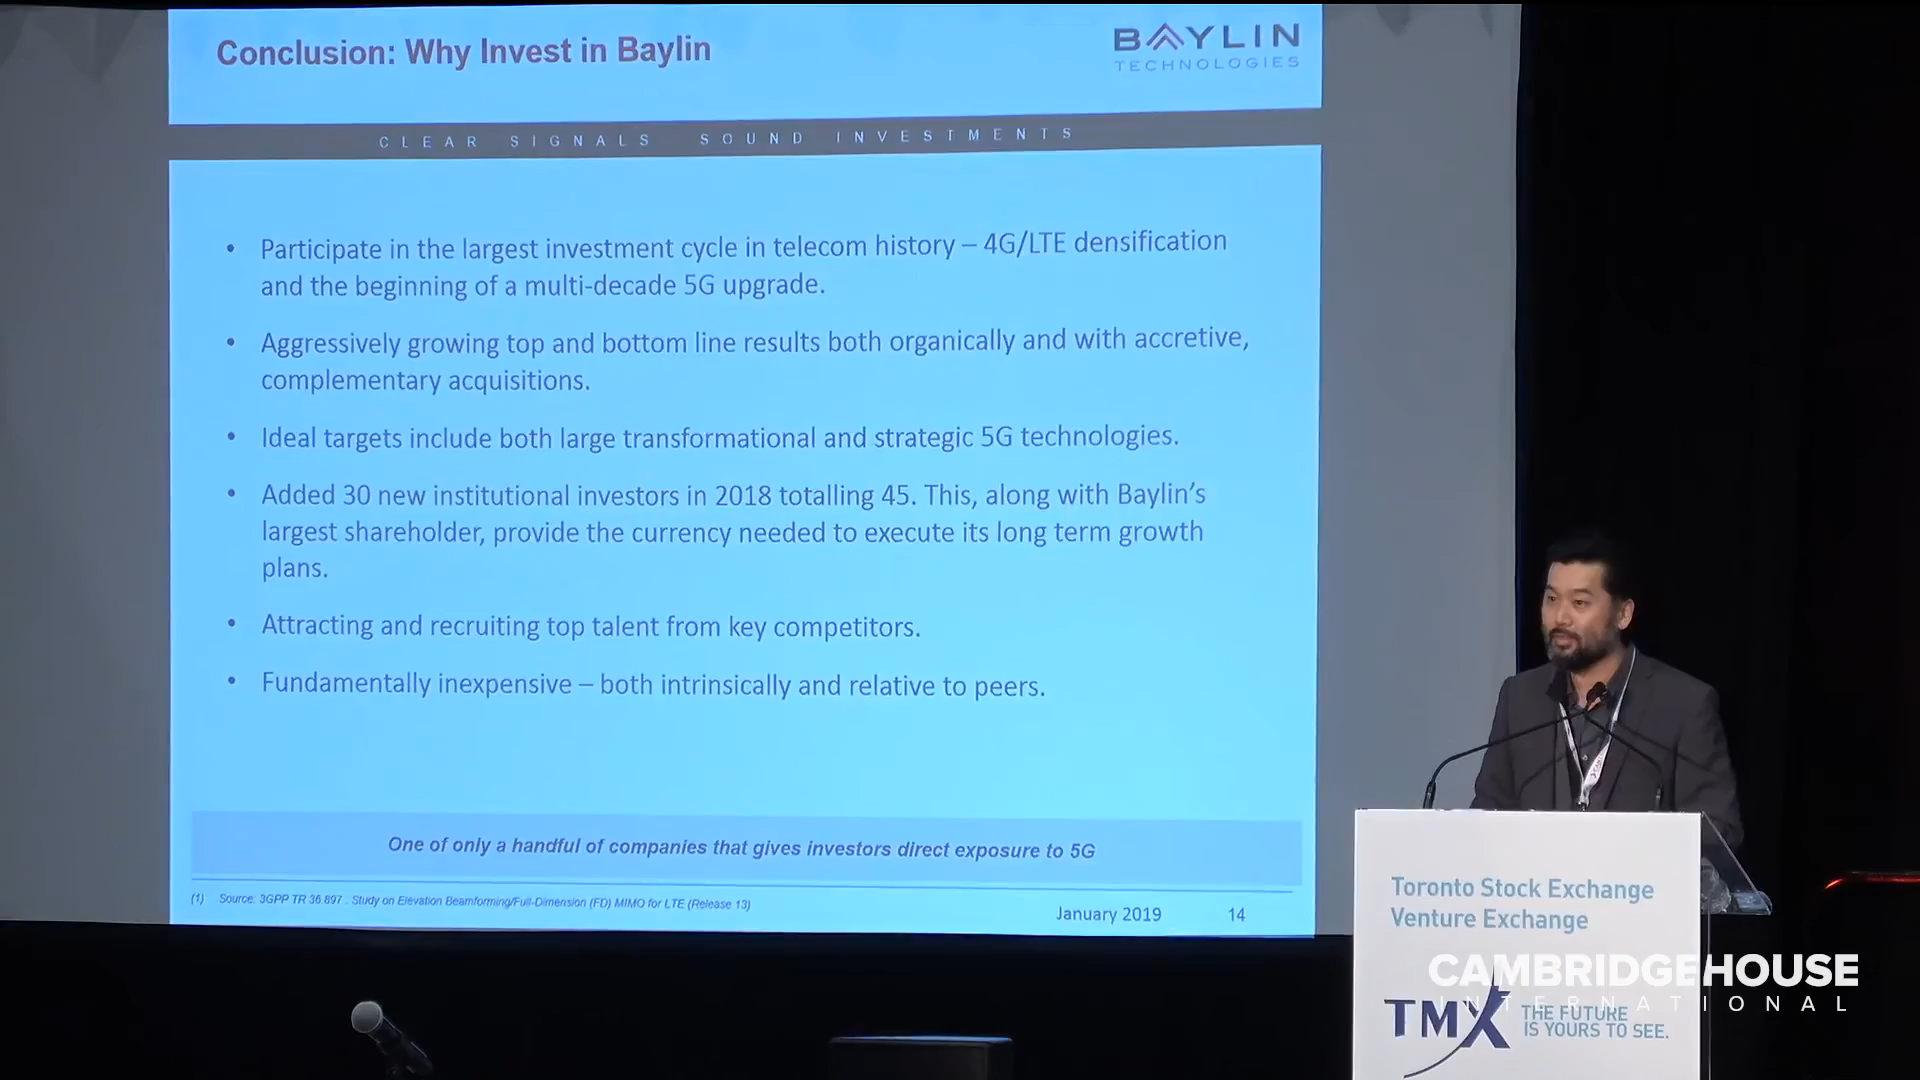 Conclusion: Why Invest in Baylin
BAYLIN
TECHNOLOGIES
CLEAR SIGNALS SOUND INVESTMENTS
• Participate in the largest investment cycle in telecom history – 4G/LTE densification
and the beginning of a multi-decade 5G upgrade.
• Aggressively growing top and bottom line results both organically and with accretive,
complementary acquisitions.
• Ideal targets include both large transformational and strategic 5G technologies.
• Added 30 new institutional investors in 2018 totalling 45. This, along with Baylin's
largest shareholder, provide the currency needed to execute its long term growth
plans.
• Attracting and recruiting top talent from key competitors.
• Fundamentally inexpensive – both intrinsically and relative to peers.
One of only a handful of companies that gives investors direct exposure to 5G
(1) Source: 3GPP TR 36.897 : Study on Elevation Beamforming/Full-Dimension (FD) MIMO for LTE (Release 13)
January 2019 14
Toronto Stock Exchange
Venture Exchange
CAMBRIDGEHOUSE
INTERNATIONAL
TMX THE FUTURE
IS YOURS TO SEE.